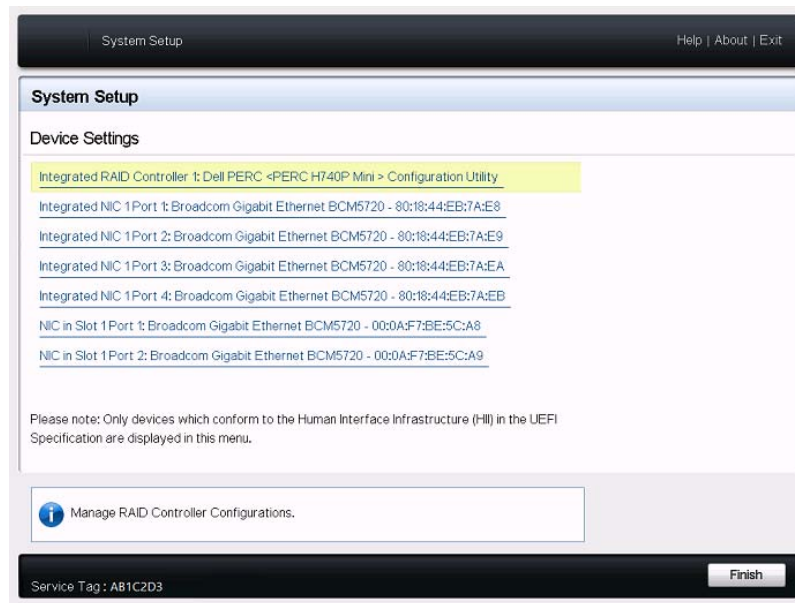 System Setup
Help | About | Exit
System Setup
Device Settings
Integrated RAID Controller 1: Dell PERC <PERC H740P Mini > Configuration Utility
Integrated NIC 1 Port 1: Broadcom Gigabit Ethernet BCM5720 - 80:18:44:EB:7A:E8
Integrated NIC 1 Port 2: Broadcom Gigabit Ethernet BCM5720 - 80:18:44:EB:7A:E9
Integrated NIC 1 Port 3: Broadcom Gigabit Ethernet BCM5720 - 80:18:44:EB:7A:EA
Integrated NIC 1 Port 4: Broadcom Gigabit Ethernet BCM5720 - 80:18:44:EB:7A:EB
NIC in Slot 1 Port 1: Broadcom Gigabit Ethernet BCM5720 - 00:0A:F7:BE:5C:A8
NIC in Slot 1 Port 2: Broadcom Gigabit Ethernet BCM5720 - 00:0A:F7:BE:5C:A9
Please note: Only devices which conform to the Human Interface Infrastructure (HII) in the UEFI
Specification are displayed in this menu.
Manage RAID Controller Configurations.
Service Tag : AB1C2D3
Finish